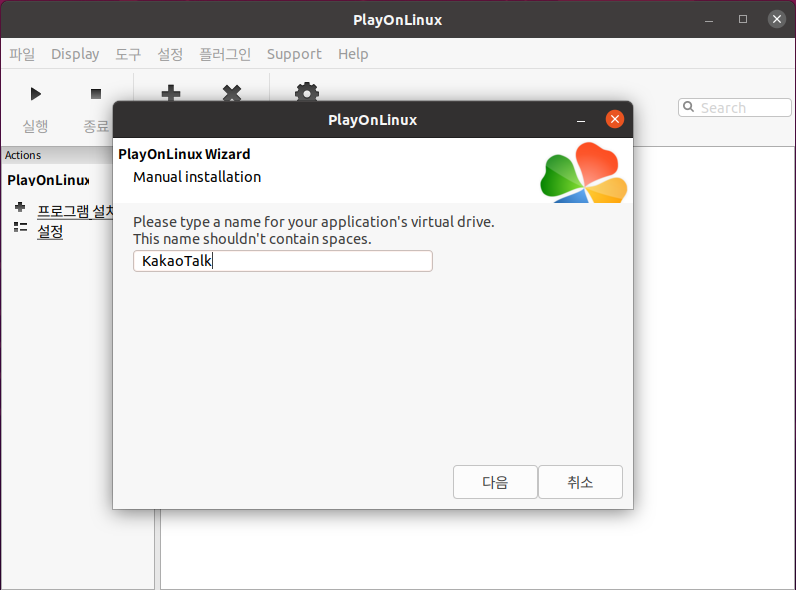 PlayOnLinux
파일 Display 도구 설정 플러그인 Support Help
실행 종료
Search
Actions
PlayOnLinux
프로그램 설치
설정
PlayOnLinux
PlayOnLinux Wizard
Manual installation
Please type a name for your application's virtual drive.
This name shouldn't contain spaces.
KakaoTalk
다음 취소